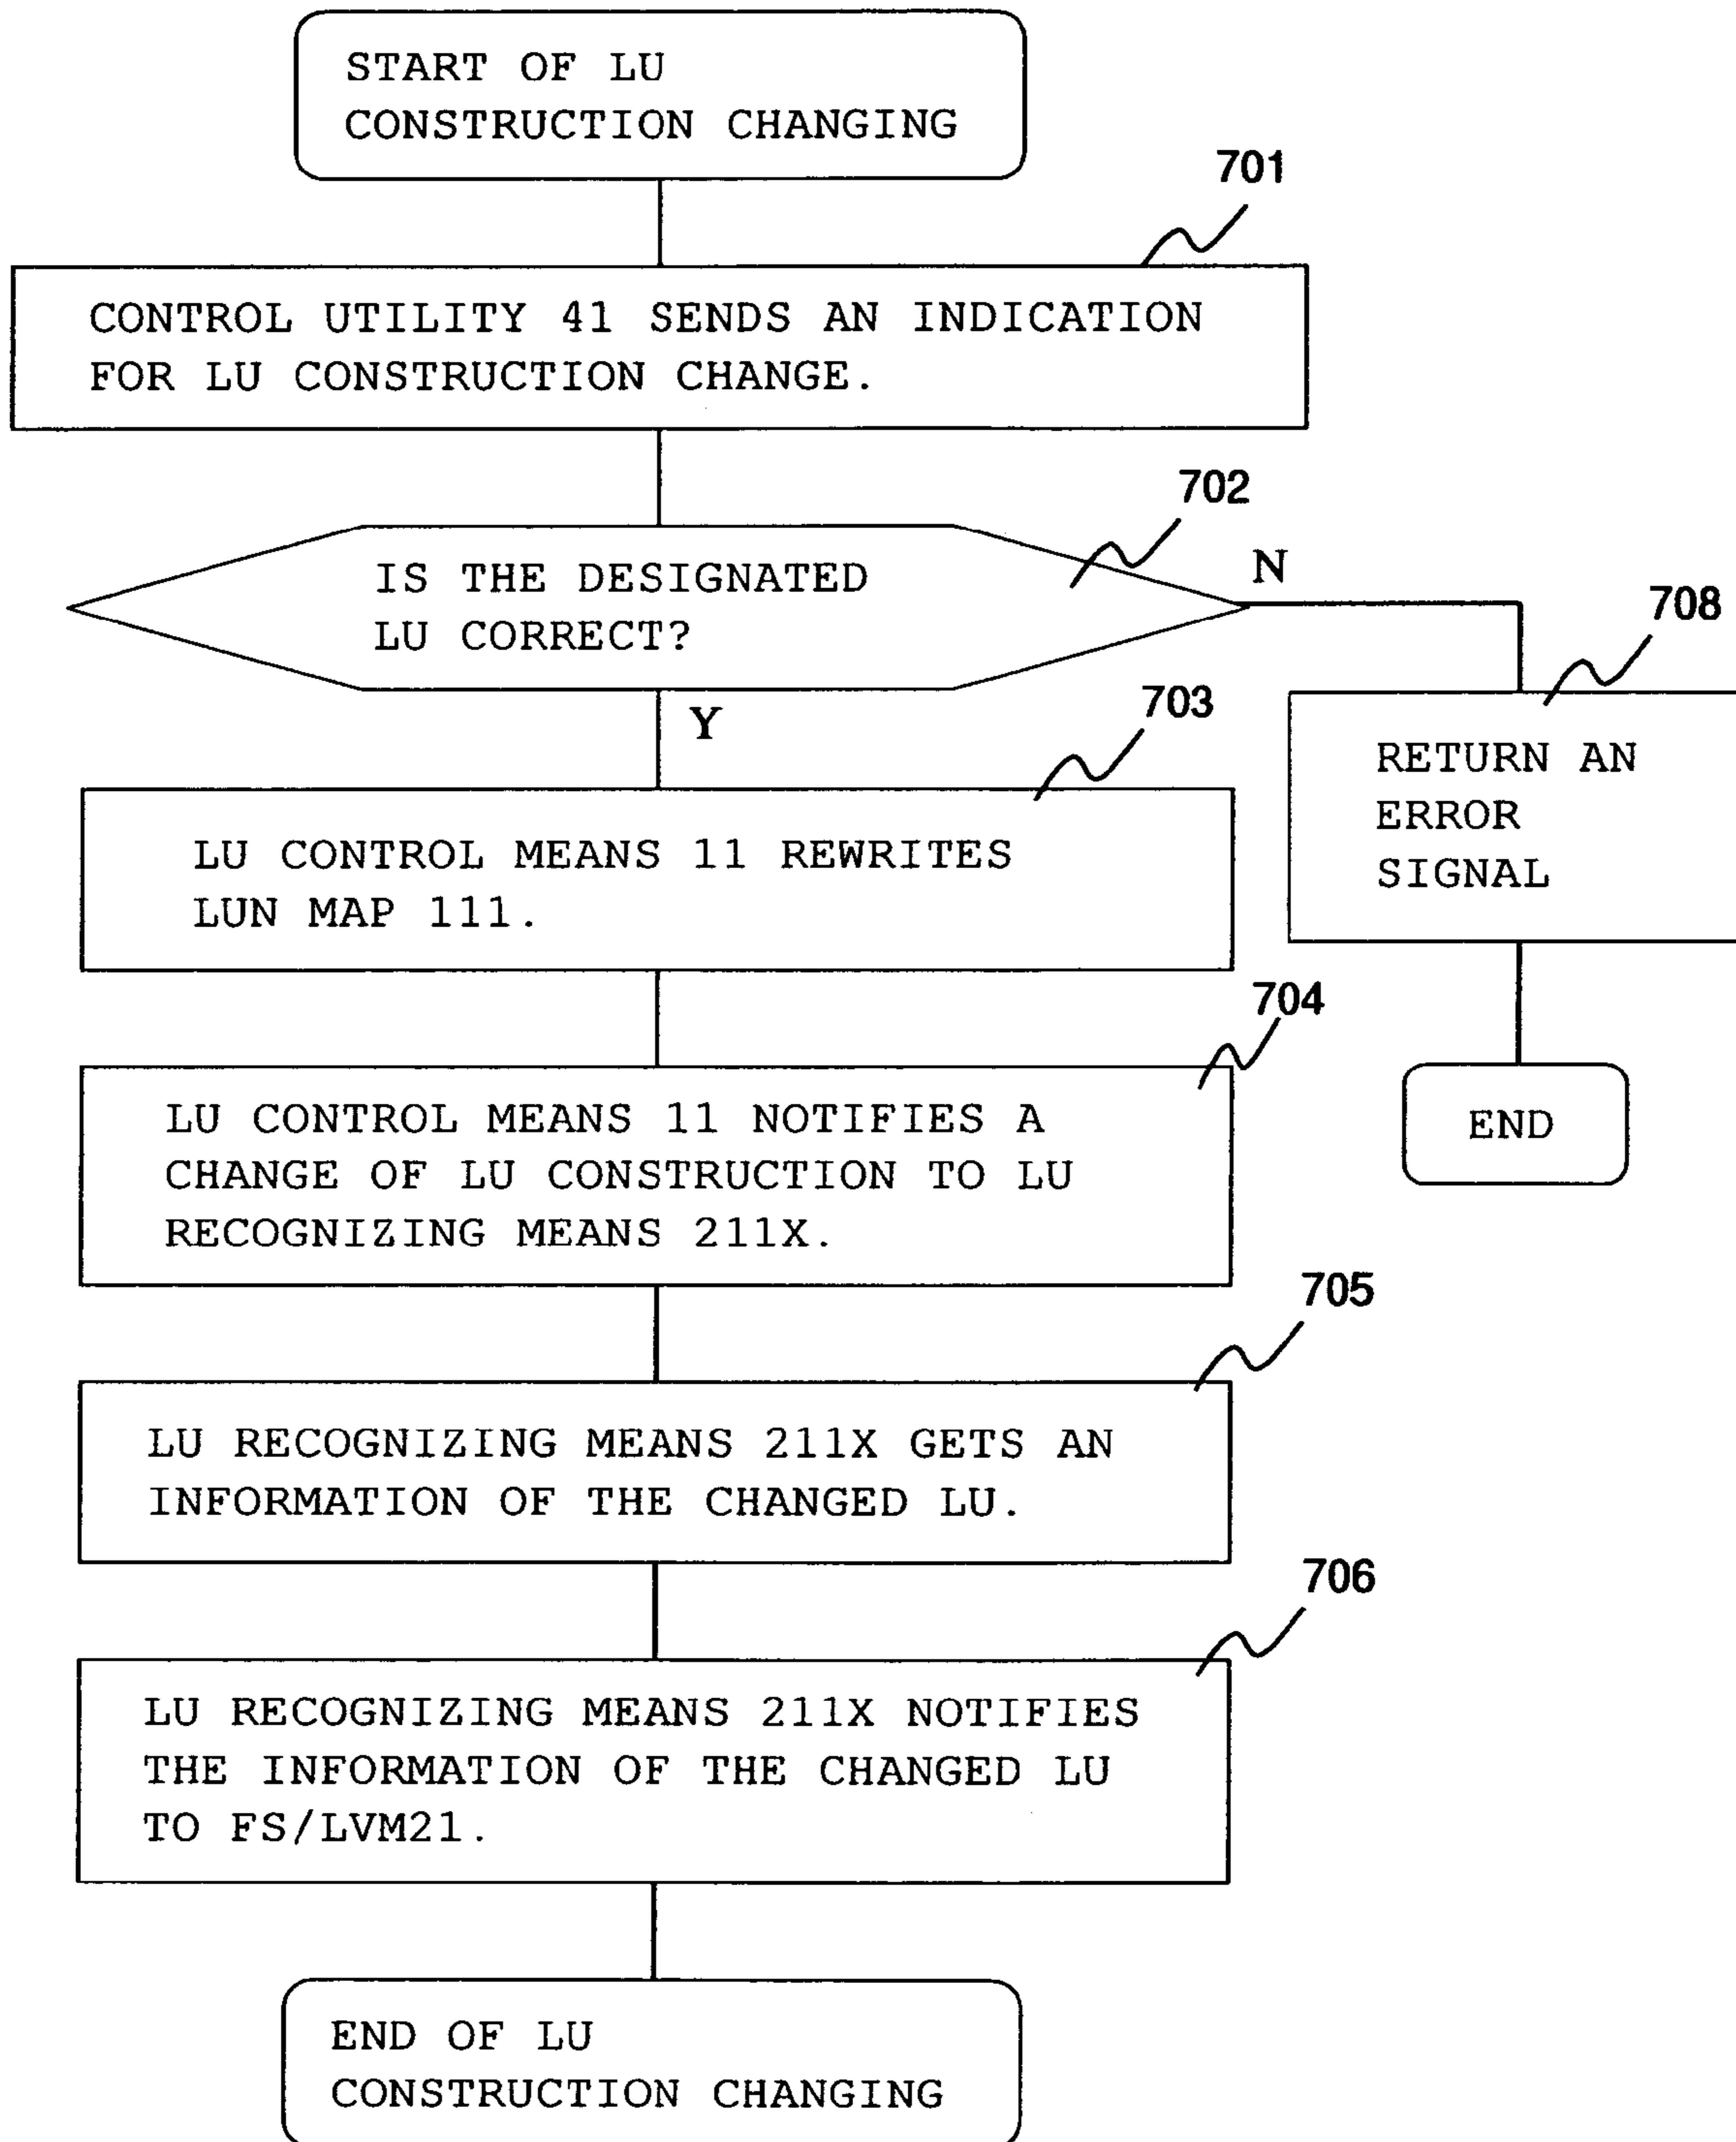 START OF LU
CONSTRUCTION CHANGING
701
CONTROL UTILITY 41 SENDS AN INDICATION
FOR LU CONSTRUCTION CHANGE.
702
IS THE DESIGNATED
LU CORRECT?
N
Y
708
RETURN AN
ERROR
SIGNAL
END
703
LU CONTROL MEANS 11 REWRITES
LUN MAP 111.
704
LU CONTROL MEANS 11 NOTIFIES A
CHANGE OF LU CONSTRUCTION TO LU
RECOGNIZING MEANS 211X.
705
LU RECOGNIZING MEANS 211X GETS AN
INFORMATION OF THE CHANGED LU.
706
LU RECOGNIZING MEANS 211X NOTIFIES
THE INFORMATION OF THE CHANGED LU
TO FS/LVM21.
END OF LU
CONSTRUCTION CHANGING